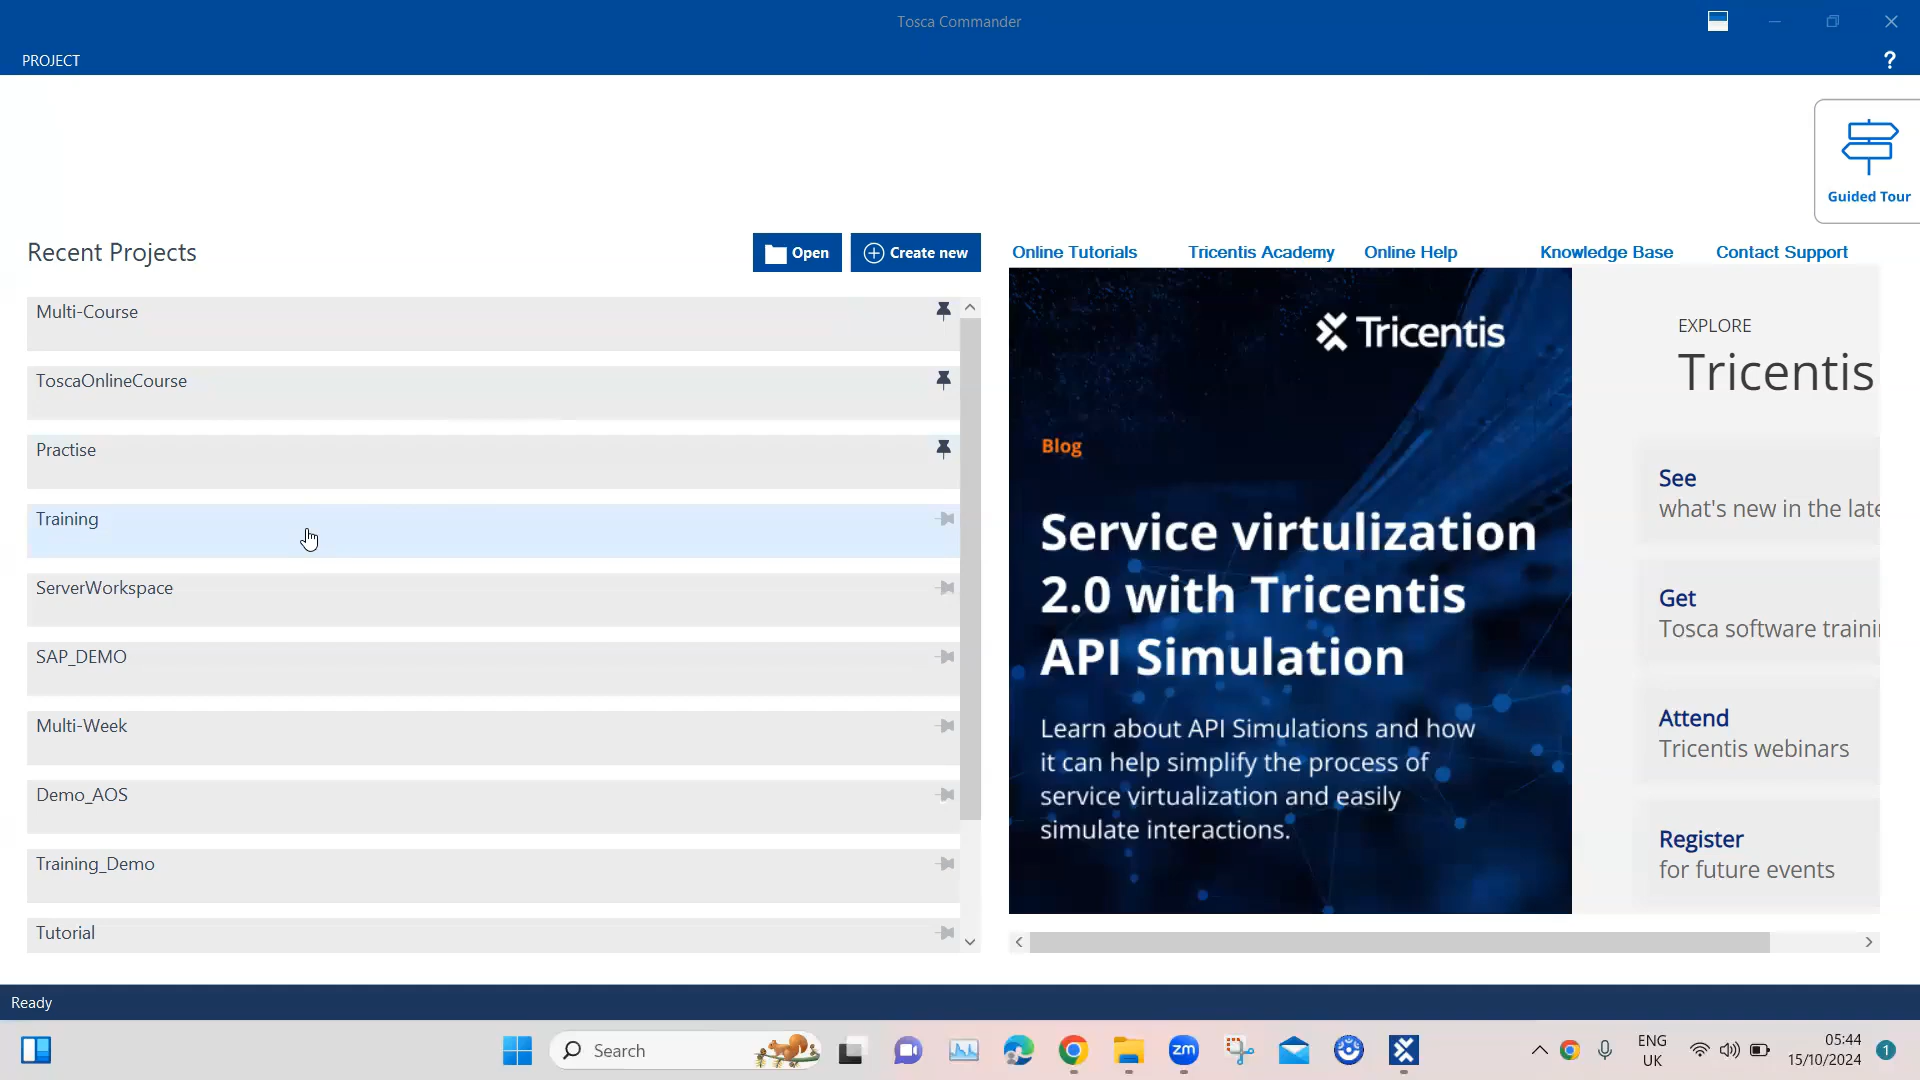 Tosca Commander
PROJECT
?
Guided Tour
Recent Projects
Open
Create new
Online Tutorials
Tricentis Academy
Online Help
Knowledge Base
Contact Support
Multi-Course
ToscaOnlineCourse
Practise
Training
ServerWorkspace
SAP_DEMO
Multi-Week
Demo_AOS
Training_Demo
Tutorial
Tricentis
Blog
Service virtulization
2.0 with Tricentis
API Simulation
Learn about API Simulations and how
it can help simplify the process of
service virtualization and easily
simulate interactions.
EXPLORE
Tricentis
See
what's new in the late
Get
Tosca software traini
Attend
Tricentis webinars
Register
for future events
Ready
Search
zm
ENG
UK
05:44
15/10/2024
1